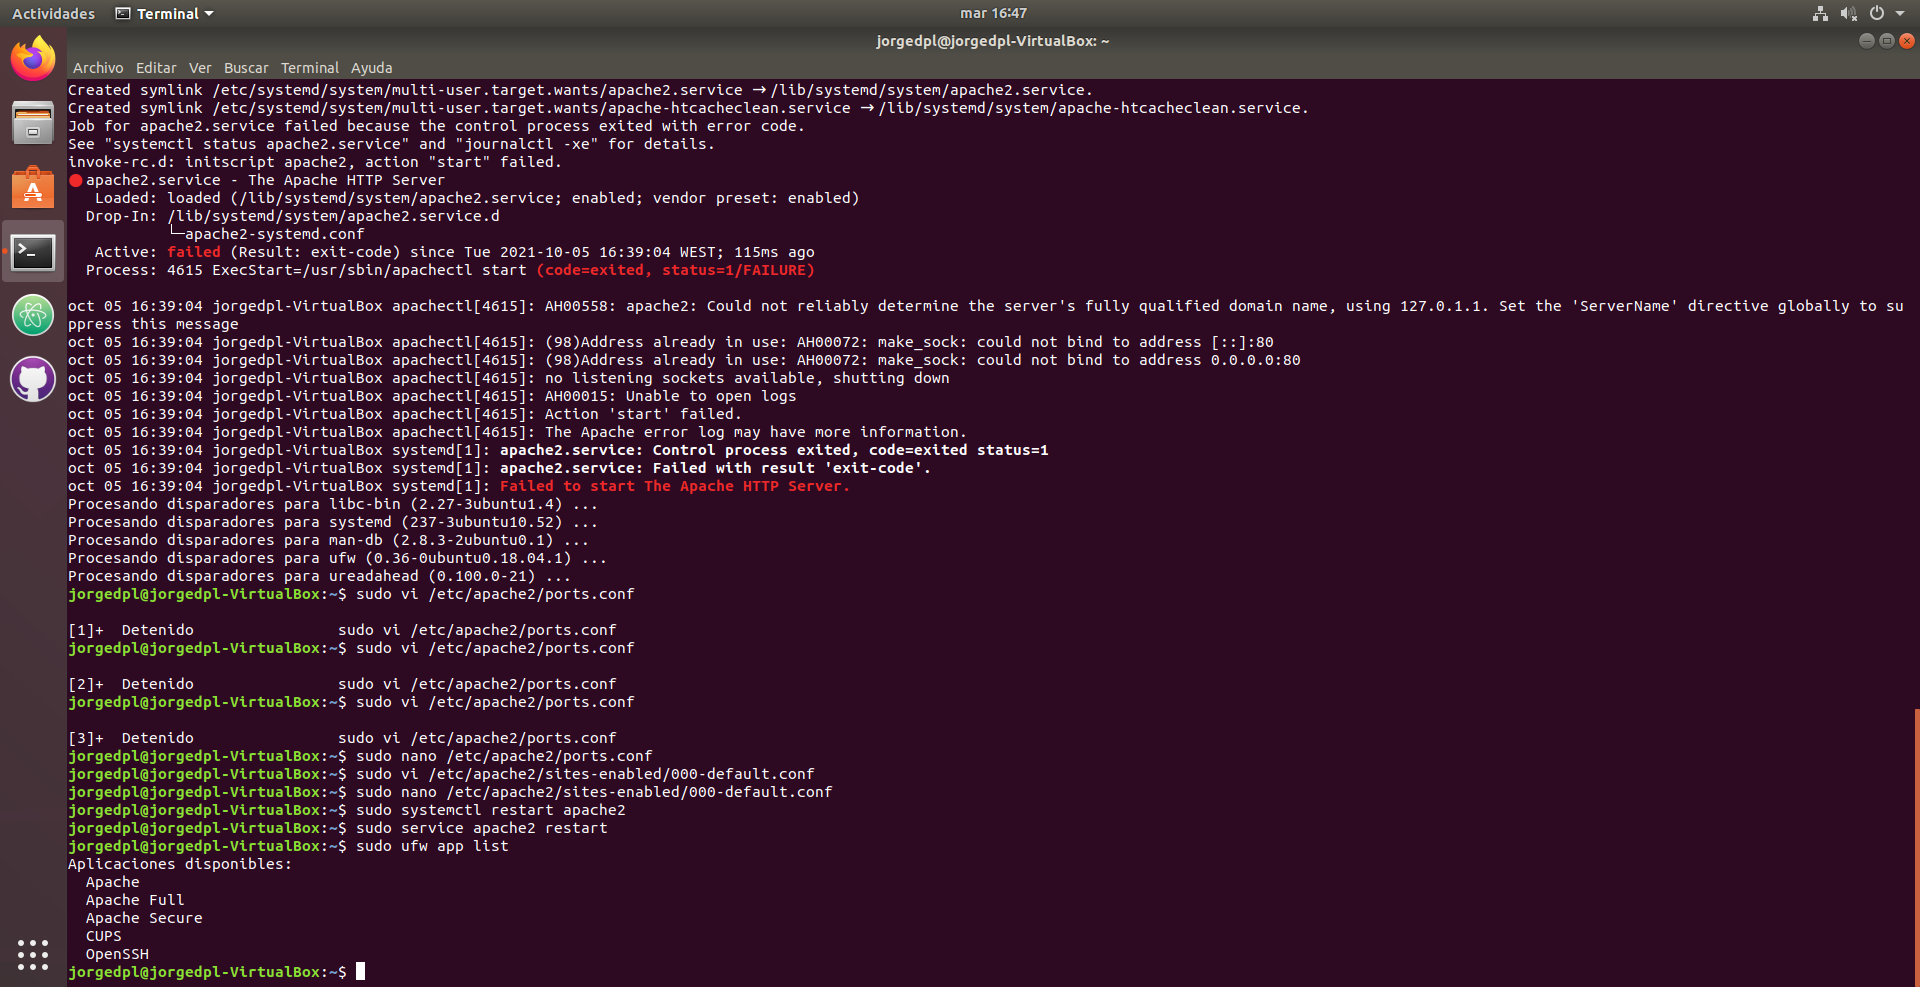 Actividades Terminal mar 16:47
jorgedpl@jorgedpl-VirtualBox: ~
Archivo Editar Ver Buscar Terminal Ayuda
Created symlink /etc/systemd/system/multi-user.target.wants/apache2.service → /lib/systemd/system/apache2.service.
Created symlink /etc/systemd/system/multi-user.target.wants/apache-htcacheclean.service → /lib/systemd/system/apache-htcacheclean.service.
Job for apache2.service failed because the control process exited with error code.
See "systemctl status apache2.service" and "journalctl -xe" for details.
invoke-rc.d: initscript apache2, action "start" failed.
● apache2.service - The Apache HTTP Server
Loaded: loaded (/lib/systemd/system/apache2.service; enabled; vendor preset: enabled)
Drop-In: /lib/systemd/system/apache2.service.d
└─apache2-systemd.conf
Active: failed (Result: exit-code) since Tue 2021-10-05 16:39:04 WEST; 115ms ago
Process: 4615 ExecStart=/usr/sbin/apachectl start (code=exited, status=1/FAILURE)
oct 05 16:39:04 jorgedpl-VirtualBox apachectl[4615]: AH00558: apache2: Could not reliably determine the server's fully qualified domain name, using 127.0.1.1. Set the 'ServerName' directive globally to su
ppress this message
oct 05 16:39:04 jorgedpl-VirtualBox apachectl[4615]: (98)Address already in use: AH00072: make_sock: could not bind to address [::]:80
oct 05 16:39:04 jorgedpl-VirtualBox apachectl[4615]: (98)Address already in use: AH00072: make_sock: could not bind to address 0.0.0.0:80
oct 05 16:39:04 jorgedpl-VirtualBox apachectl[4615]: no listening sockets available, shutting down
oct 05 16:39:04 jorgedpl-VirtualBox apachectl[4615]: AH00015: Unable to open logs
oct 05 16:39:04 jorgedpl-VirtualBox apachectl[4615]: Action 'start' failed.
oct 05 16:39:04 jorgedpl-VirtualBox apachectl[4615]: The Apache error log may have more information.
oct 05 16:39:04 jorgedpl-VirtualBox systemd[1]: apache2.service: Control process exited, code=exited status=1
oct 05 16:39:04 jorgedpl-VirtualBox systemd[1]: apache2.service: Failed with result 'exit-code'.
oct 05 16:39:04 jorgedpl-VirtualBox systemd[1]: Failed to start The Apache HTTP Server.
Procesando disparadores para libc-bin (2.27-3ubuntu1.4) ...
Procesando disparadores para systemd (237-3ubuntu10.52) ...
Procesando disparadores para man-db (2.8.3-2ubuntu0.1) ...
Procesando disparadores para ufw (0.36-0ubuntu0.18.04.1) ...
Procesando disparadores para ureadahead (0.100.0-21) ...
jorgedpl@jorgedpl-VirtualBox:~$ sudo vi /etc/apache2/ports.conf
[1]+ Detenido sudo vi /etc/apache2/ports.conf
jorgedpl@jorgedpl-VirtualBox:~$ sudo vi /etc/apache2/ports.conf
[2]+ Detenido sudo vi /etc/apache2/ports.conf
jorgedpl@jorgedpl-VirtualBox:~$ sudo vi /etc/apache2/ports.conf
[3]+ Detenido sudo vi /etc/apache2/ports.conf
jorgedpl@jorgedpl-VirtualBox:~$ sudo nano /etc/apache2/ports.conf
jorgedpl@jorgedpl-VirtualBox:~$ sudo vi /etc/apache2/sites-enabled/000-default.conf
jorgedpl@jorgedpl-VirtualBox:~$ sudo nano /etc/apache2/sites-enabled/000-default.conf
jorgedpl@jorgedpl-VirtualBox:~$ sudo systemctl restart apache2
jorgedpl@jorgedpl-VirtualBox:~$ sudo service apache2 restart
jorgedpl@jorgedpl-VirtualBox:~$ sudo ufw app list
Aplicaciones disponibles:
Apache
Apache Full
Apache Secure
CUPS
OpenSSH
jorgedpl@jorgedpl-VirtualBox:~$